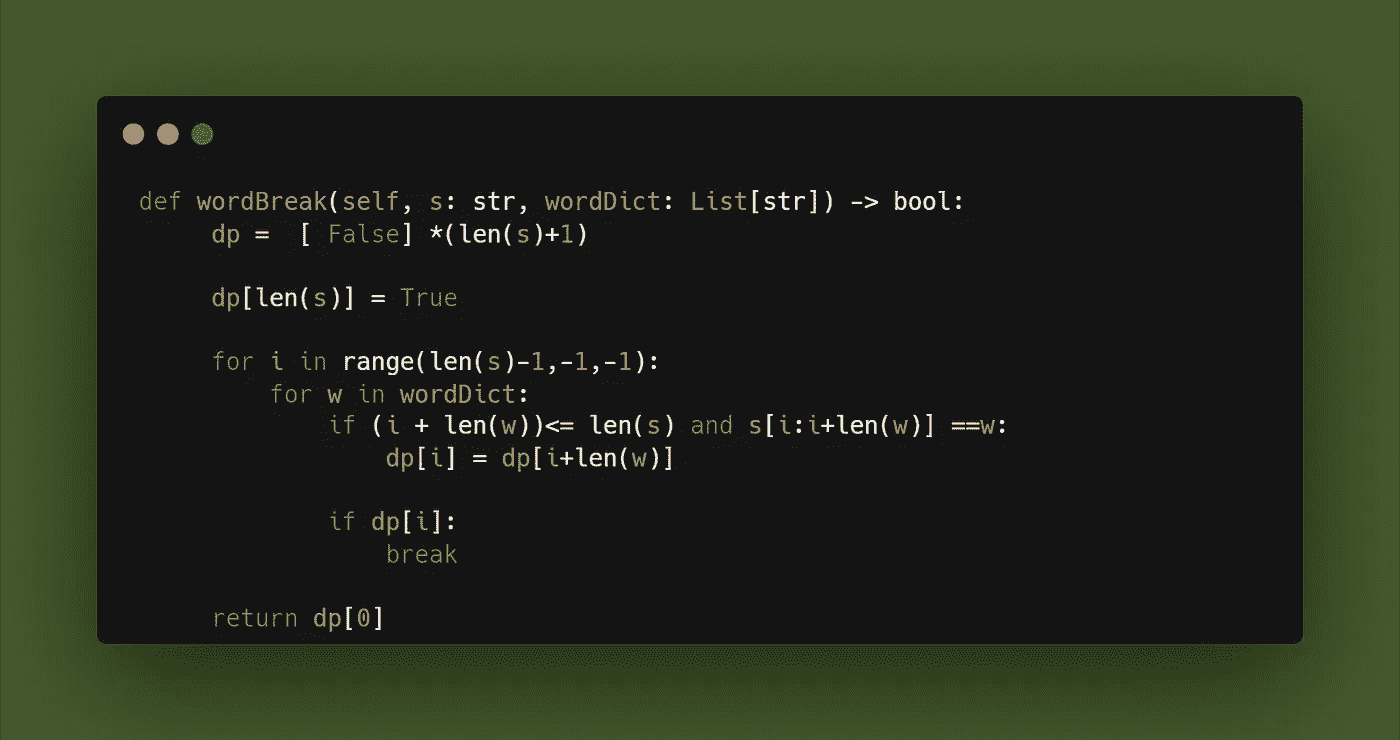 def wordBreak(self, s: str, wordDict: List[str]) -> bool:
     dp =  [ False] *(len(s)+1)
     dp[len(s)] = True
     for i in range(len(s)-1,-1,-1):
         for w in wordDict:
             if (i + len(w))<= len(s) and s[i:i+len(w)] ==w:
                 dp[i] = dp[i+len(w)]
             if dp[i]:
                 break
     return dp[0]